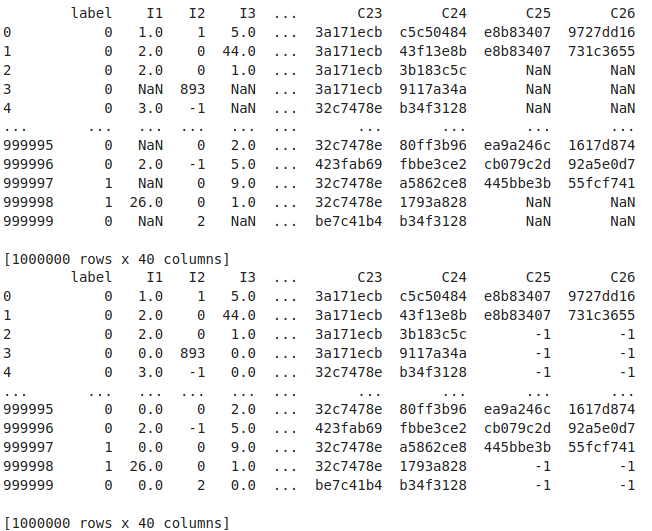 label I1 I2 I3 ... C23 C24 C25 C26
0 0 1.0 1 5.0 ... 3a171ecb c5c50484 e8b83407 9727dd16
1 0 2.0 0 44.0 ... 3a171ecb 43f13e8b e8b83407 731c3655
2 0 2.0 0 1.0 ... 3a171ecb 3b183c5c NaN NaN
3 0 NaN 893 NaN ... 3a171ecb 9117a34a NaN NaN
4 0 3.0 -1 NaN ... 32c7478e b34f3128 NaN NaN
... ... ... ... ... ... ... ... ... ...
999995 0 NaN 0 2.0 ... 32c7478e 80ff3b96 ea9a246c 1617d874
999996 0 2.0 -1 5.0 ... 423fab69 fbbe3ce2 cb079c2d 92a5e0d7
999997 1 NaN 0 9.0 ... 32c7478e a5862ce8 445bbe3b 55fcf741
999998 1 26.0 0 1.0 ... 32c7478e 1793a828 NaN NaN
999999 0 NaN 2 NaN ... be7c41b4 b34f3128 NaN NaN
[1000000 rows x 40 columns]
label I1 I2 I3 ... C23 C24 C25 C26
0 0 1.0 1 5.0 ... 3a171ecb c5c50484 e8b83407 9727dd16
1 0 2.0 0 44.0 ... 3a171ecb 43f13e8b e8b83407 731c3655
2 0 2.0 0 1.0 ... 3a171ecb 3b183c5c -1 -1
3 0 0.0 893 0.0 ... 3a171ecb 9117a34a -1 -1
4 0 3.0 -1 0.0 ... 32c7478e b34f3128 -1 -1
... ... ... ... ... ... ... ... ... ...
999995 0 0.0 0 2.0 ... 32c7478e 80ff3b96 ea9a246c 1617d874
999996 0 2.0 -1 5.0 ... 423fab69 fbbe3ce2 cb079c2d 92a5e0d7
999997 1 0.0 0 9.0 ... 32c7478e a5862ce8 445bbe3b 55fcf741
999998 1 26.0 0 1.0 ... 32c7478e 1793a828 -1 -1
999999 0 0.0 2 0.0 ... be7c41b4 b34f3128 -1 -1
[1000000 rows x 40 columns]